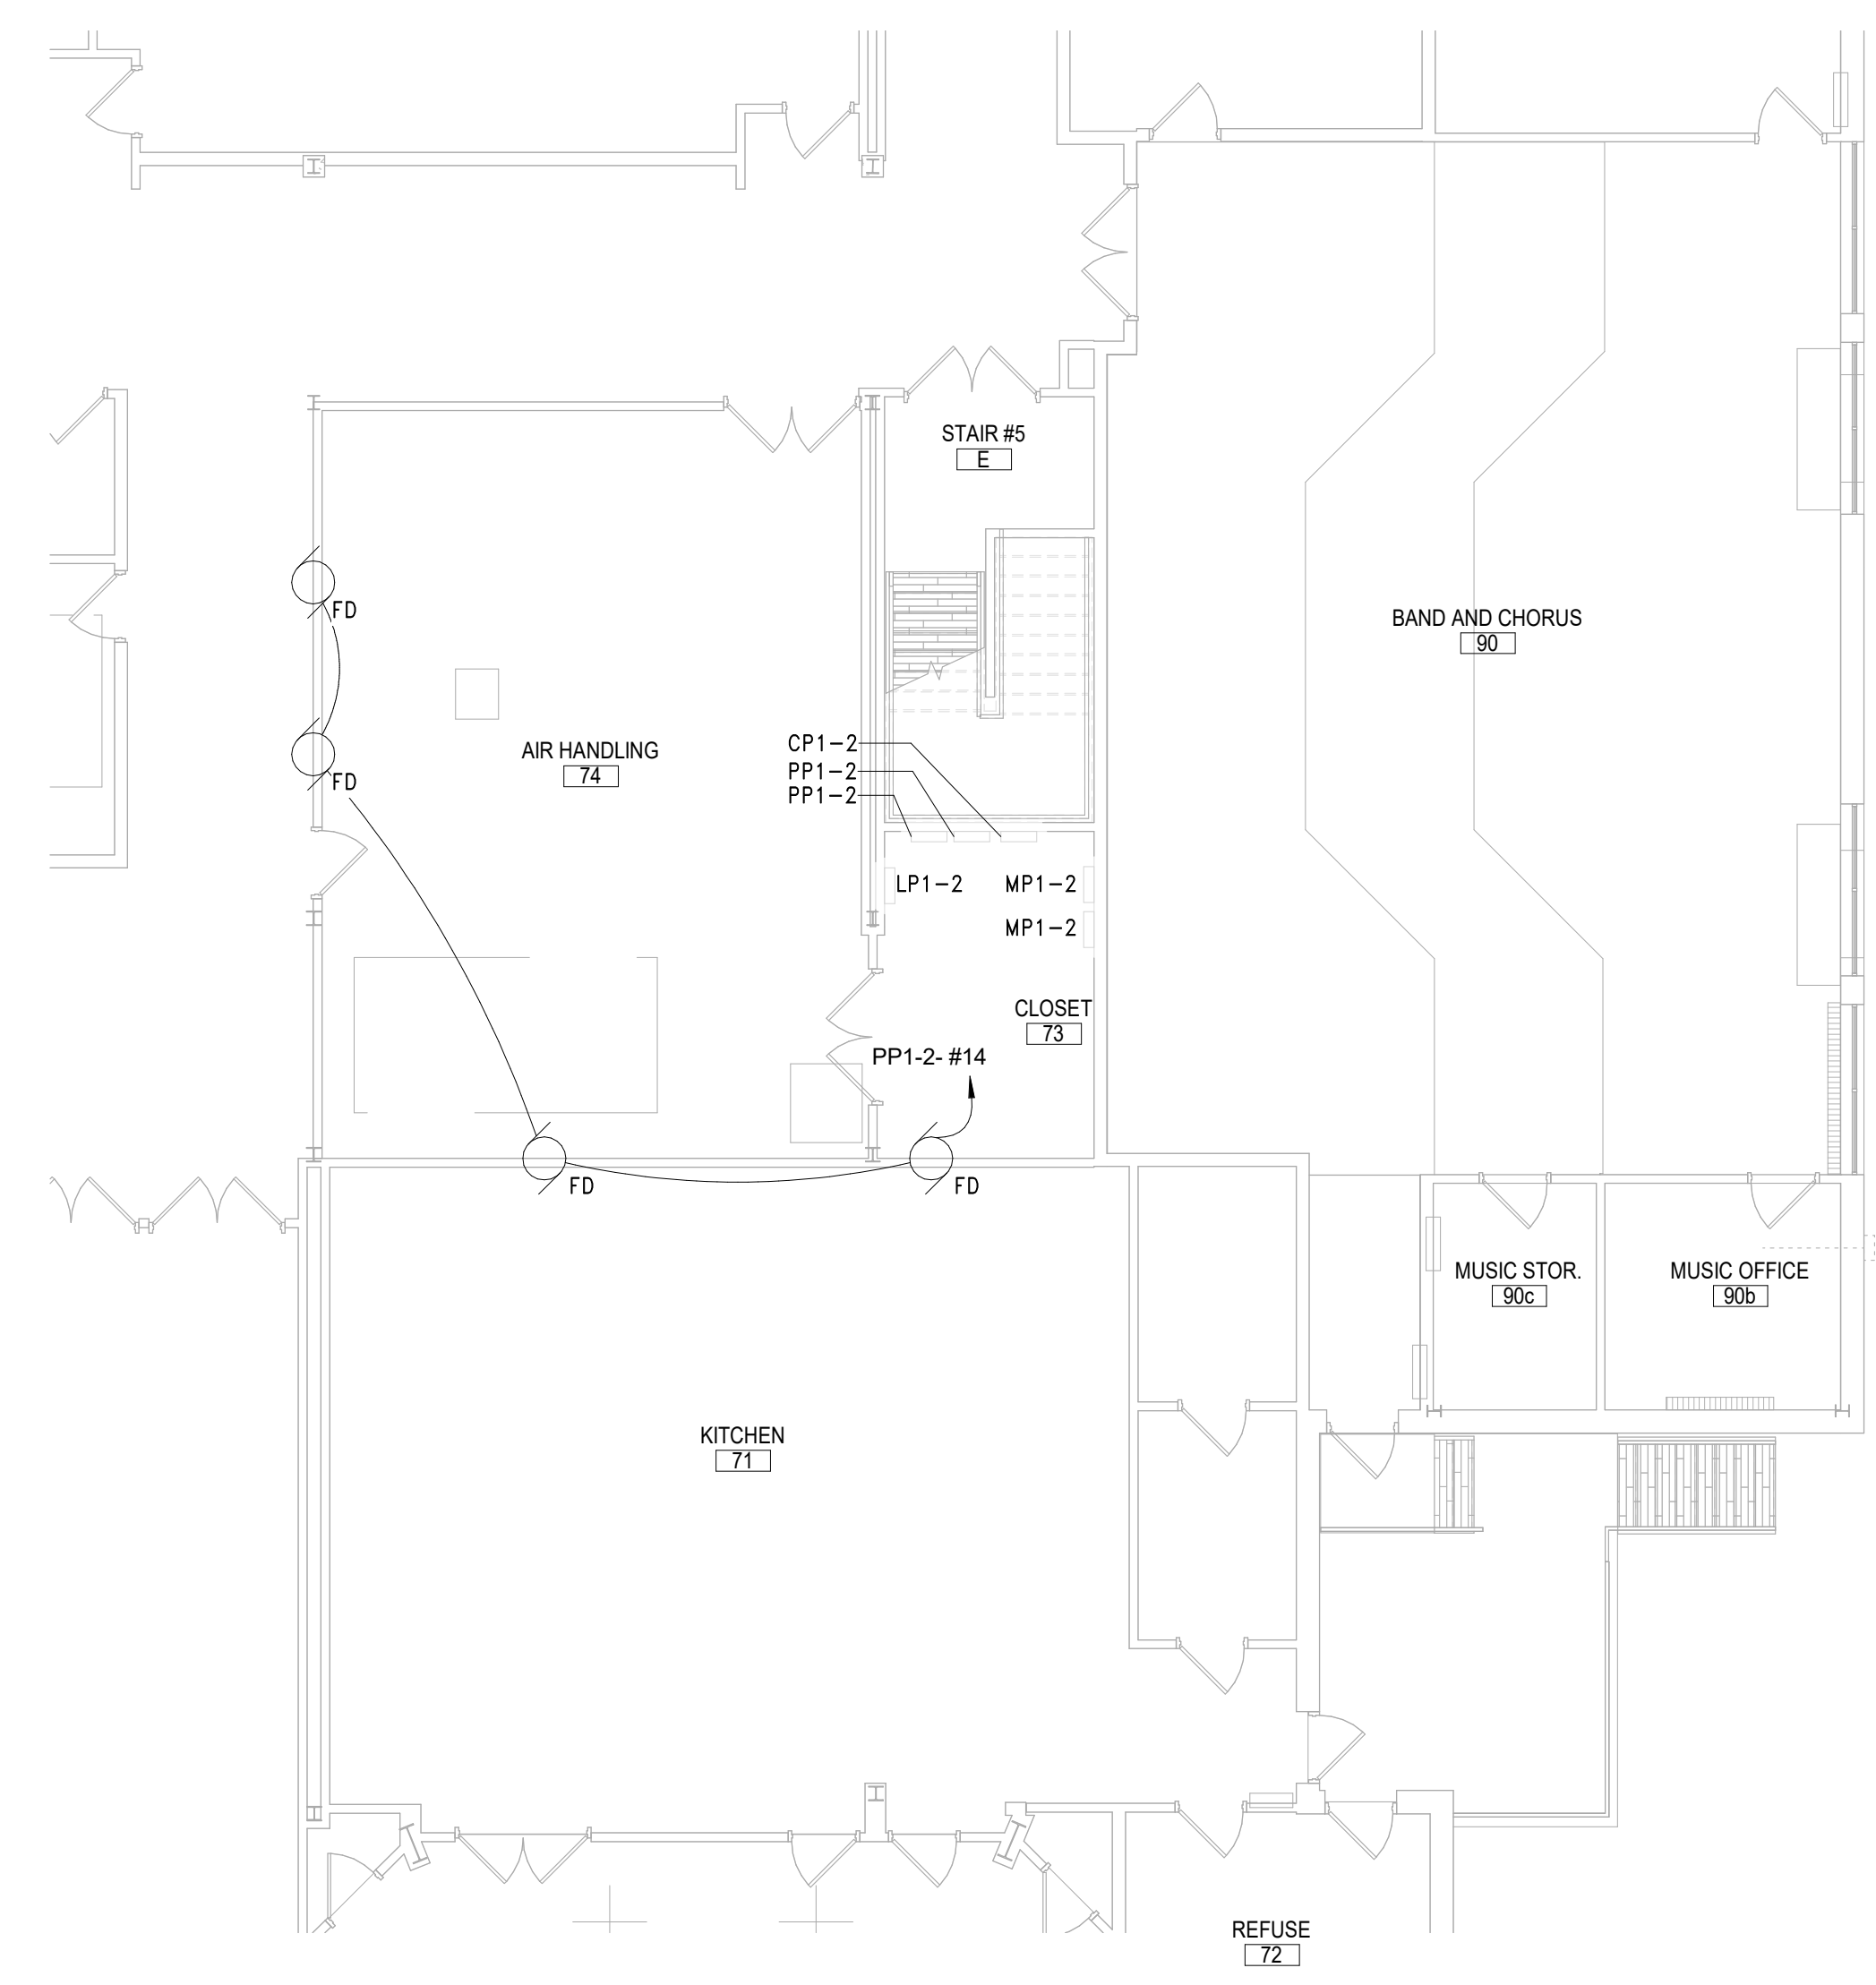 STAIR #5
E
FD
BAND AND CHORUS
90
CP1-2
AIR HANDLING
74
PP1-2
FD
PP1-2
LP1-2
MP1-2
MP1-2
CLOSET
73
PP1-2- #14
FD
FD
MUSIC STOR.
90c
MUSIC OFFICE
90b
KITCHEN
71
REFUSE
72